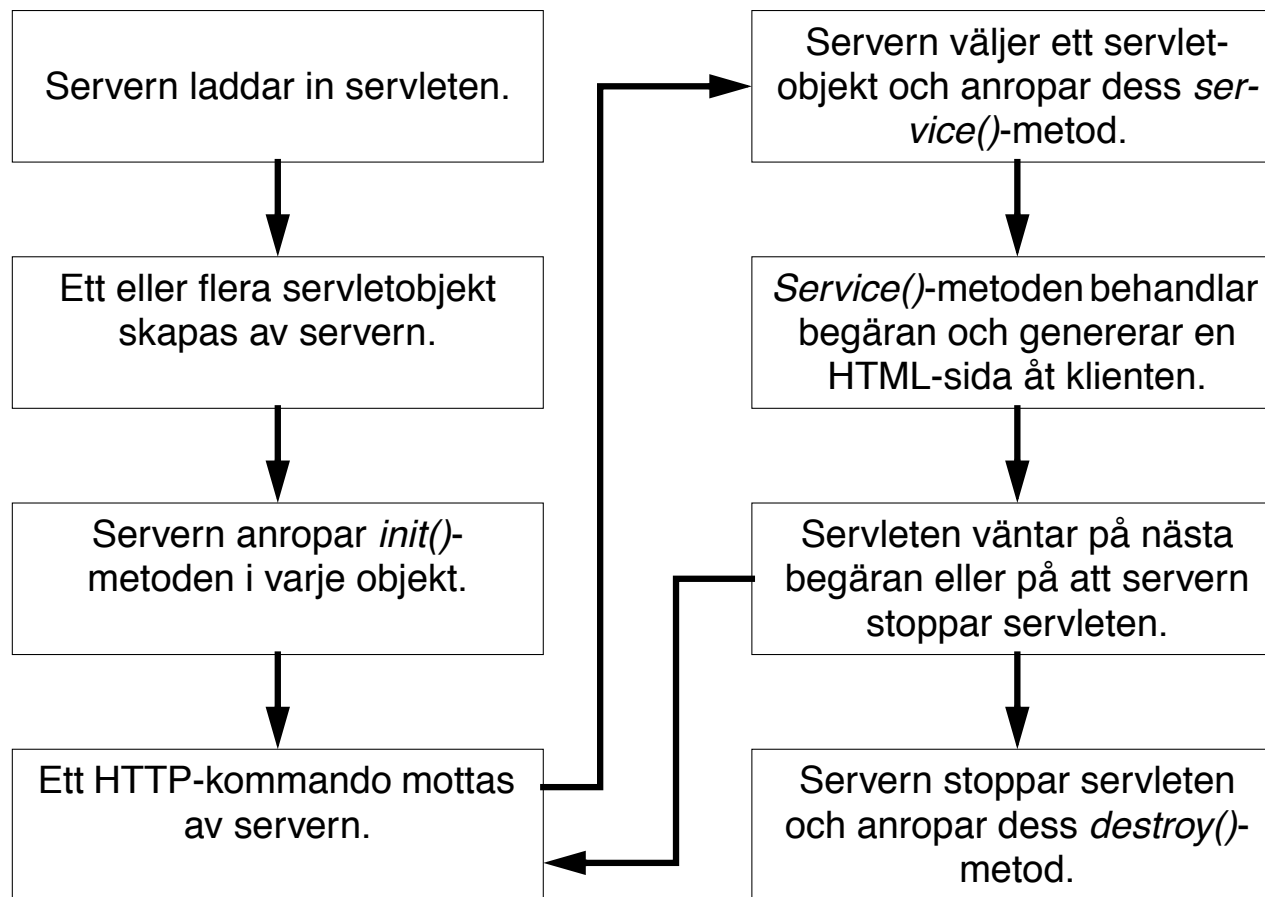 Servern laddar in servleten.
Ett eller flera servletobjekt
skapas av servern.
Servern anropar init()-
metoden i varje objekt.
Ett HTTP-kommando mottas
av servern.
Servern väljer ett servlet-
objekt och anropar dess ser-
vice()-metod.
Service()-metoden behandlar
begäran och genererar en
HTML-sida åt klienten.
Servleten väntar på nästa
begäran eller på att servern
stoppar servleten.
Servern stoppar servleten
och anropar dess destroy()-
metod.